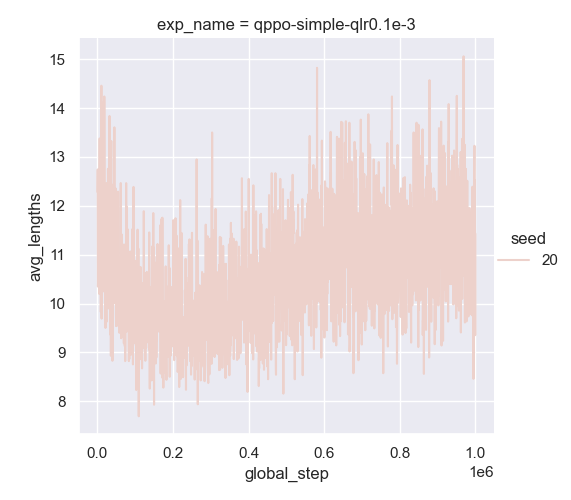 exp_name = qppo-simple-qlr0.1e-3
15
14
13
12
11
10
9
8
avg_lengths
0.0 0.2 0.4 0.6 0.8 1.0
1e6
global_step
seed
20